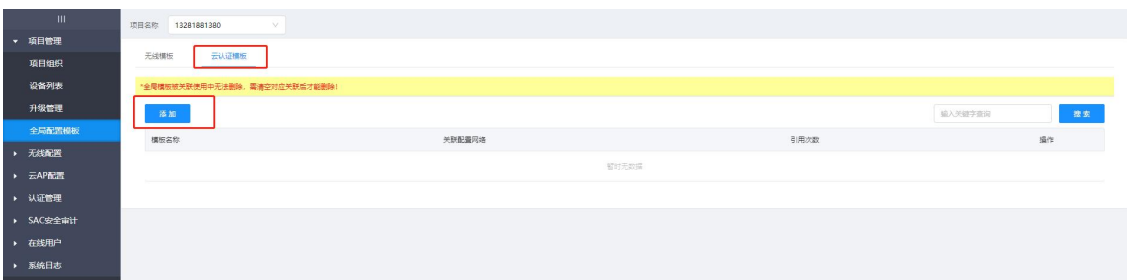 项目名称 13281881380
项目管理
项目组织
设备列表
升级管理
全局配置模板
无线配置
云AP配置
认证管理
SAC安全审计
在线用户
系统日志
无线模板 云认证模板
*全局模板被关联使用中无法删除，需清空对应关联后才能删除!
添加
输入关键字查询 搜索
模板名称 关联配置网络 引用次数 操作
暂时无数据